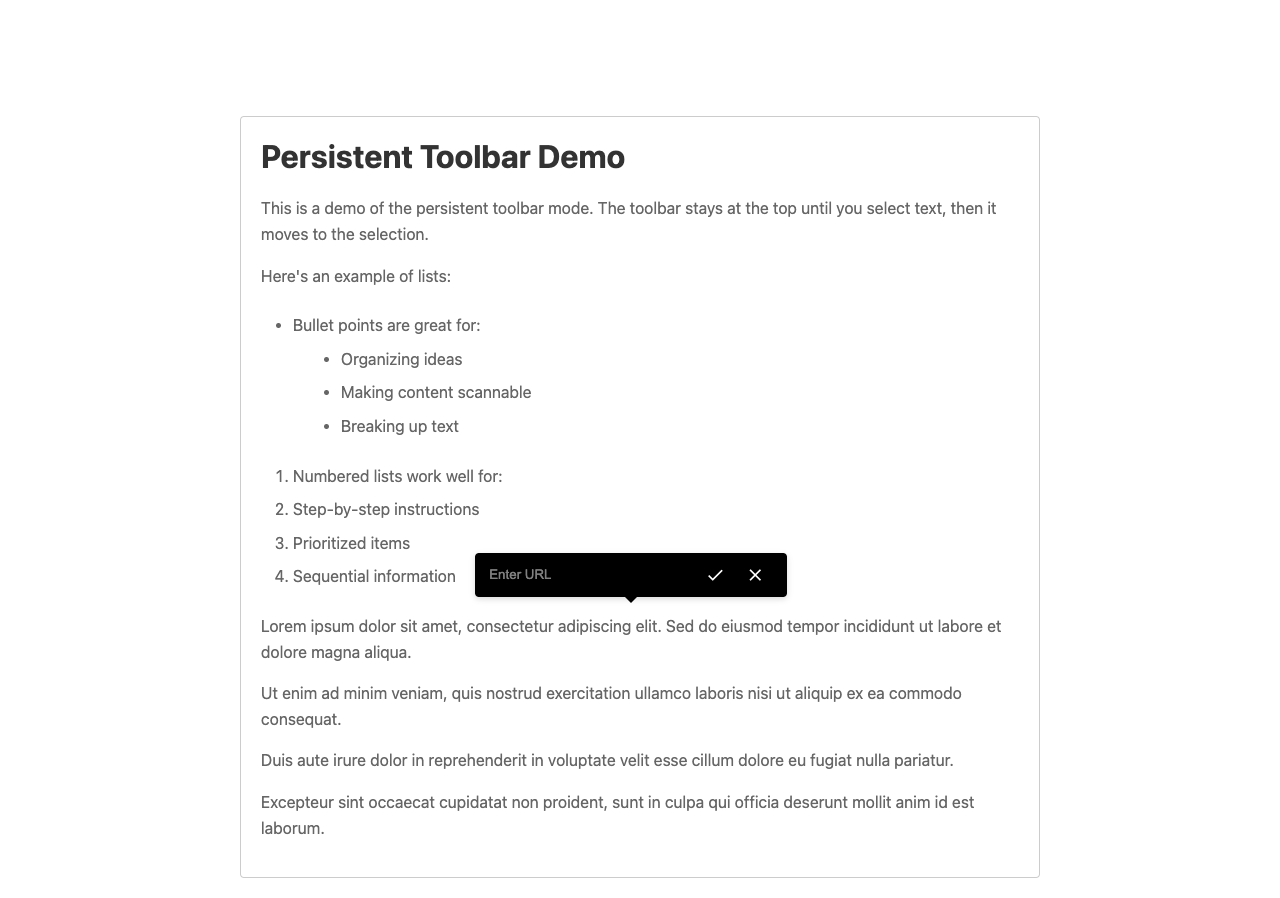 Persistent Toolbar Demo
This is a demo of the persistent toolbar mode. The toolbar stays at the top until you select text, then it
moves to the selection.
Here's an example of lists:
• Bullet points are great for:
• Organizing ideas
• Making content scannable
• Breaking up text
1. Numbered lists work well for:
2. Step-by-step instructions
3. Prioritized items
4. Sequential information
Enter URL
Lorem ipsum dolor sit amet, consectetur adipiscing elit. Sed do eiusmod tempor incididunt ut labore et
dolore magna aliqua.
Ut enim ad minim veniam, quis nostrud exercitation ullamco laboris nisi ut aliquip ex ea commodo
consequat.
Duis aute irure dolor in reprehenderit in voluptate velit esse cillum dolore eu fugiat nulla pariatur.
Excepteur sint occaecat cupidatat non proident, sunt in culpa qui officia deserunt mollit anim id est
laborum.